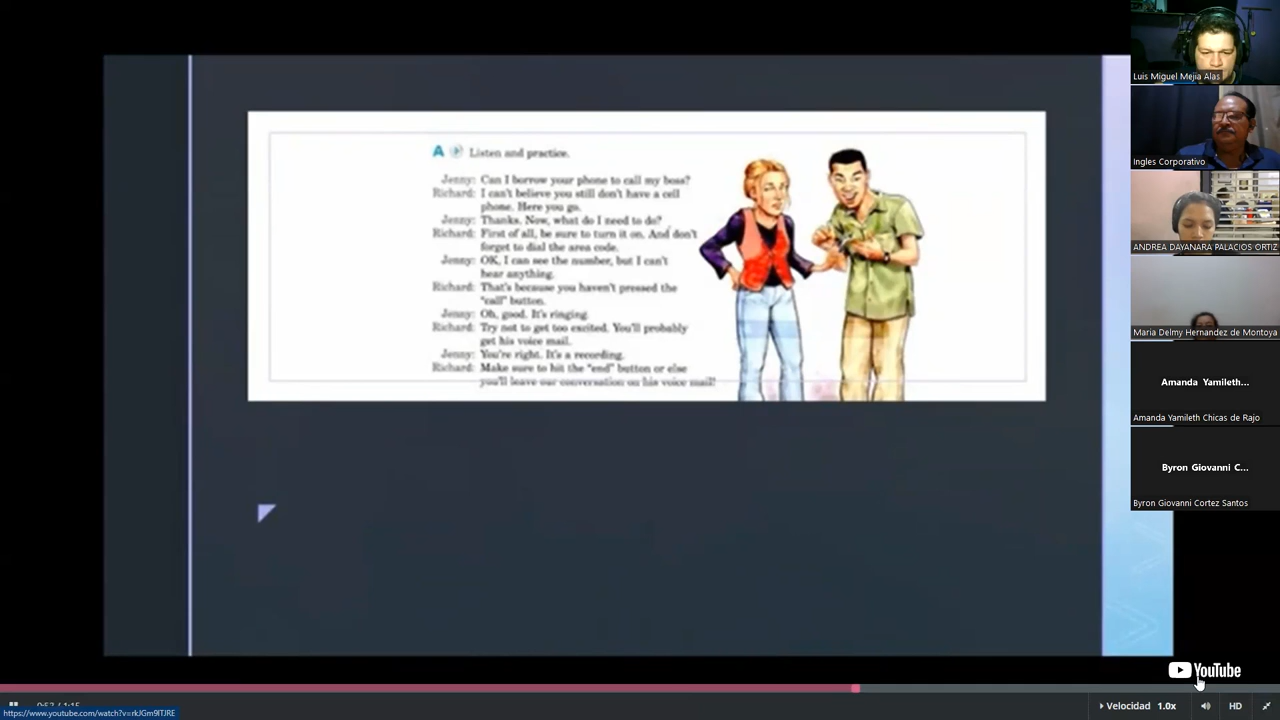 A Listen and practice.
Jenny: Can I borrow your phone to call my boss?
Richard: I can't believe you still don't have a cell
phone. Here you go.
Jenny: Thanks. Now, what do I need to do?
Richard: First of all, be sure to turn it on. And don't
forget to dial the area code.
Jenny: OK, I can see the number, but I can't
hear anything.
Richard: That's because you haven't pressed the
"call" button.
Jenny: Oh, good. It's ringing.
Richard: Try not to get too excited. You'll probably
get his voice mail.
Jenny: You're right. It's a recording.
Richard: Make sure to hit the "end" button or else
you'll leave our conversation on his voice mail!
Luis Miguel Mejia Alas
Ingles Corporativo
ANDREA DAYANARA PALACIOS ORTIZ
Maria Delmy Hernandez de Montoya
Amanda Yamileth...
Amanda Yamileth Chicas de Rajo
Byron Giovanni C...
Byron Giovanni Cortez Santos
YouTube
0:57 / 1:15
Velocidad 1.0x
HD